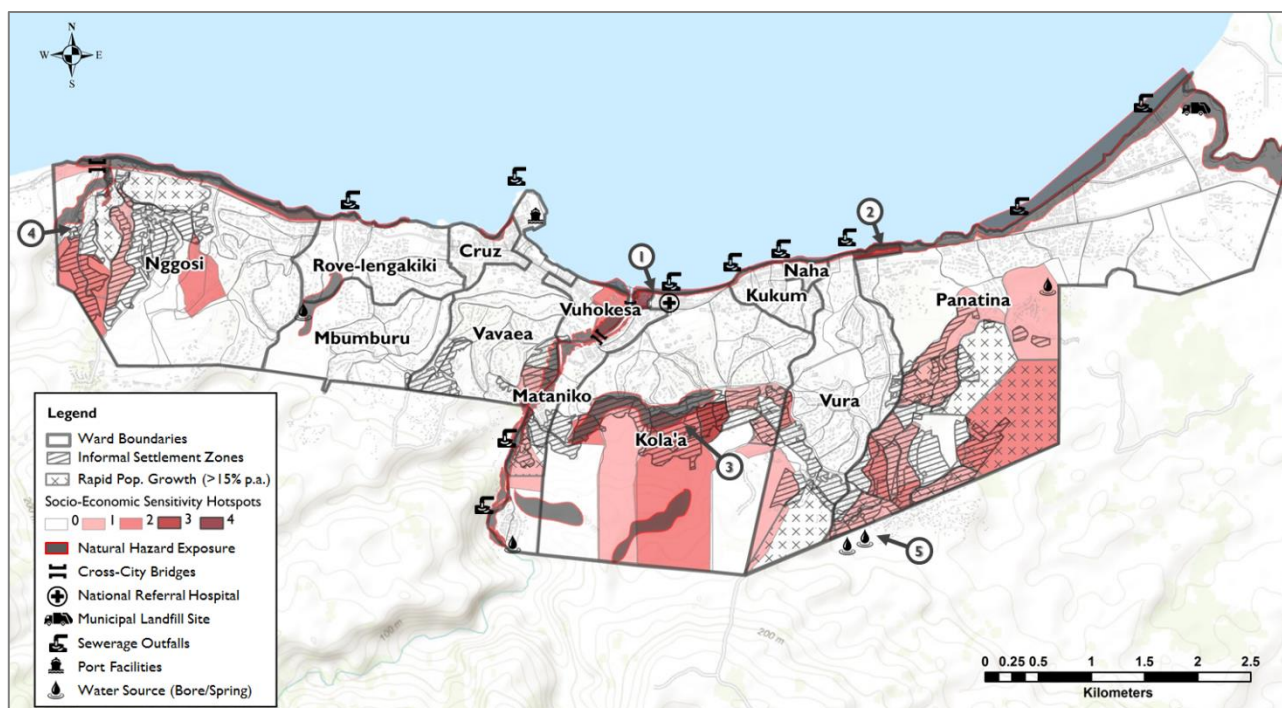 N
W E
S
4
Nggosi
Rove-lengakiki
Cruz
1
2
Naha
Kukum
Vuhokesa
Panatina
Mbumburu
Vavaea
Mataniko
Vura
Kola'a
3
5
100 m
200 m
Legend
Ward Boundaries
Informal Settlement Zones
Rapid Pop. Growth (>15% p.a.)
Socio-Economic Sensitivity Hotspots
0 1 2 3 4
Natural Hazard Exposure
Cross-City Bridges
National Referral Hospital
Municipal Landfill Site
Sewerage Outfalls
Port Facilities
Water Source (Bore/Spring)
0 0.25 0.5 1 1.5 2 2.5
Kilometers